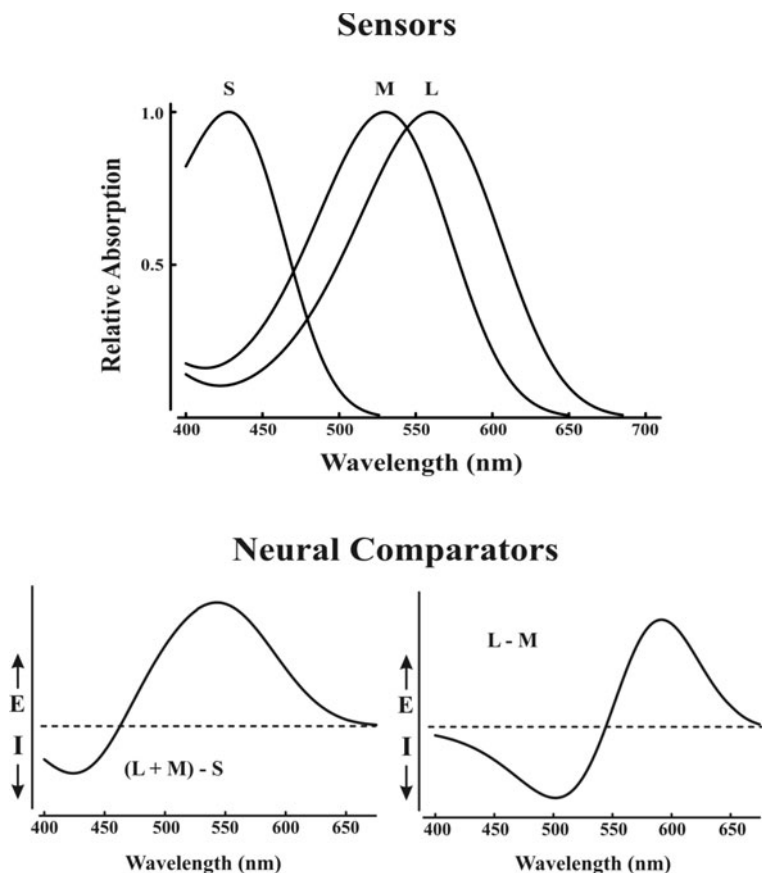 Sensors
S M L
1.0
0.5
Relative Absorption
400 450 500 550 600 650 700
Wavelength (nm)
Neural Comparators
E
I
(L + M) - S
400 450 500 550 600 650
Wavelength (nm)
E
I
L - M
400 450 500 550 600 650
Wavelength (nm)